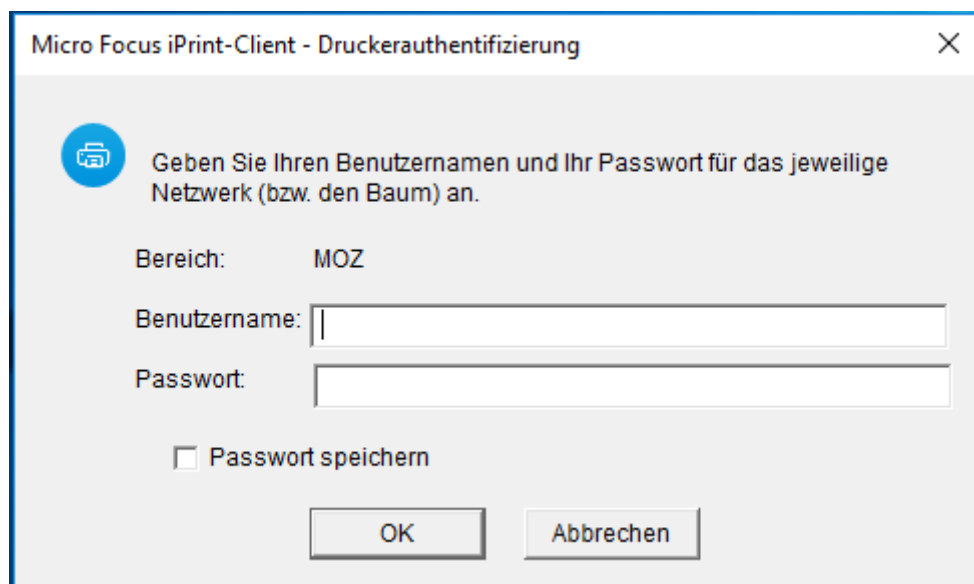 Micro Focus iPrint-Client - Druckerauthentifizierung
Geben Sie Ihren Benutzernamen und Ihr Passwort für das jeweilige
Netzwerk (bzw. den Baum) an.
Bereich: MOZ
Benutzername:
Passwort:
Passwort speichern
OK Abbrechen